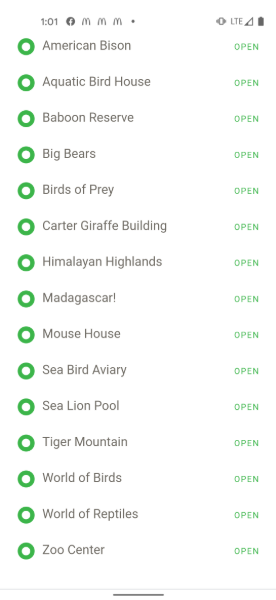 1:01 LTE
American Bison OPEN
Aquatic Bird House OPEN
Baboon Reserve OPEN
Big Bears OPEN
Birds of Prey OPEN
Carter Giraffe Building OPEN
Himalayan Highlands OPEN
Madagascar! OPEN
Mouse House OPEN
Sea Bird Aviary OPEN
Sea Lion Pool OPEN
Tiger Mountain OPEN
World of Birds OPEN
World of Reptiles OPEN
Zoo Center OPEN